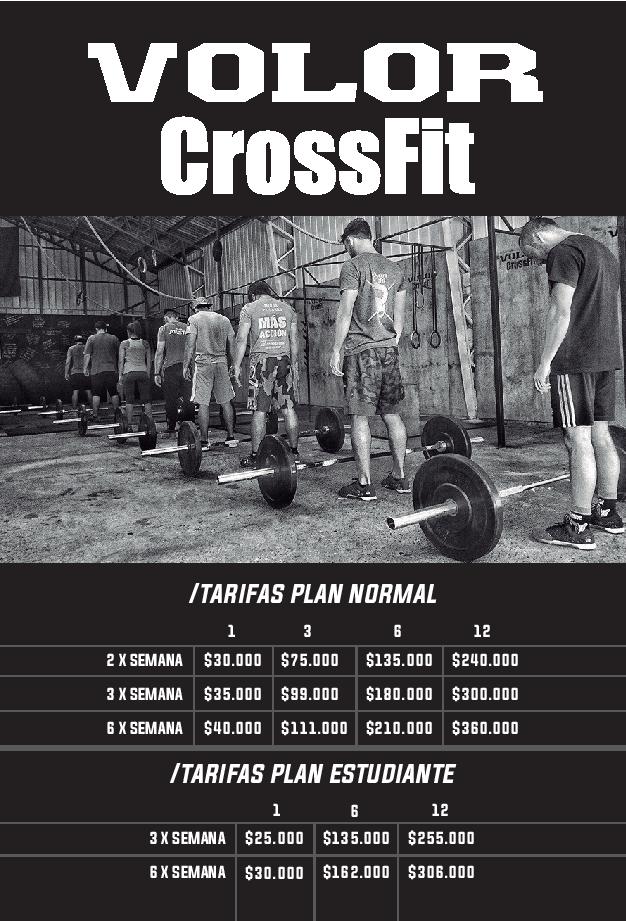 VOLOR
CrossFit
MÁS
ACCIÓN
VOLOR
CrossFit
/TARIFAS PLAN NORMAL
1 3 6 12
2 X SEMANA $30.000 $75.000 $135.000 $240.000
3 X SEMANA $35.000 $99.000 $180.000 $300.000
6 X SEMANA $40.000 $111.000 $210.000 $360.000
/TARIFAS PLAN ESTUDIANTE
1 6 12
3 X SEMANA $25.000 $135.000 $255.000
6 X SEMANA $30.000 $162.000 $306.000